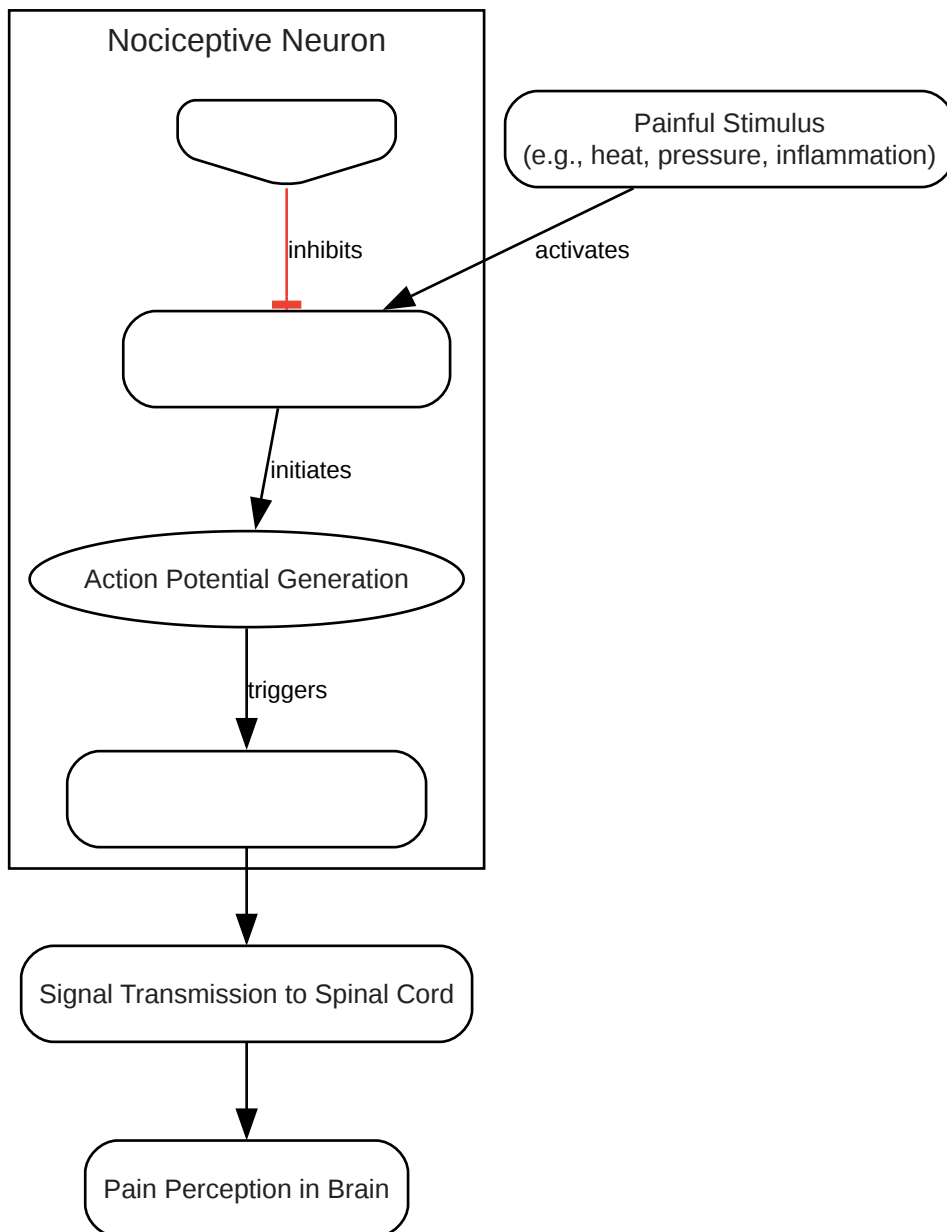 Nociceptive Neuron
Painful Stimulus
(e.g., heat, pressure, inflammation)
inhibits
activates
initiates
Action Potential Generation
triggers
Signal Transmission to Spinal Cord
Pain Perception in Brain